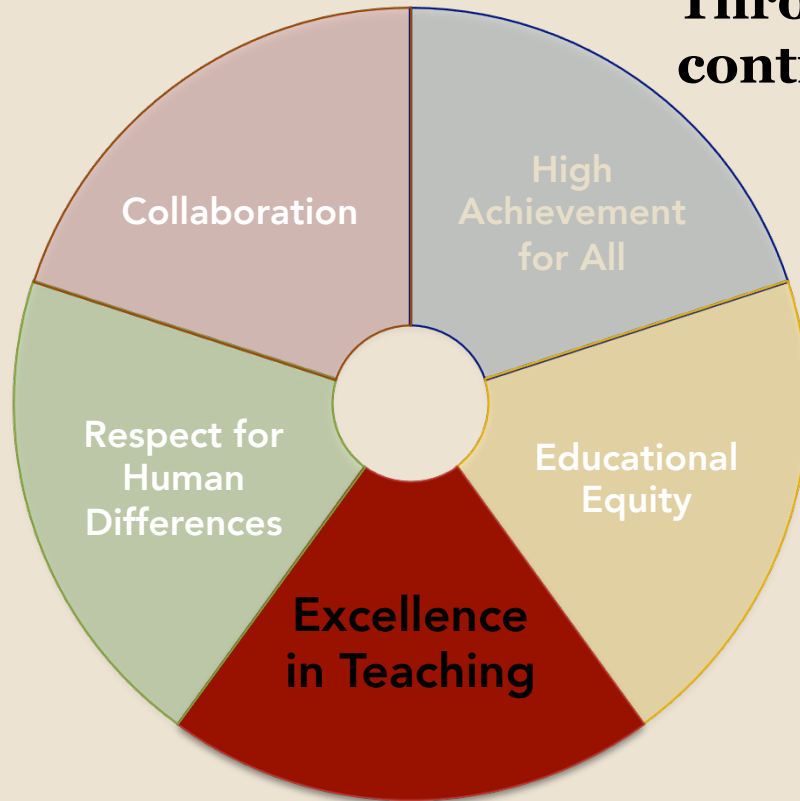 Collaboration
High
Achievement
for All
Respect for
Human
Differences
Educational
Equity
Excellence
in Teaching